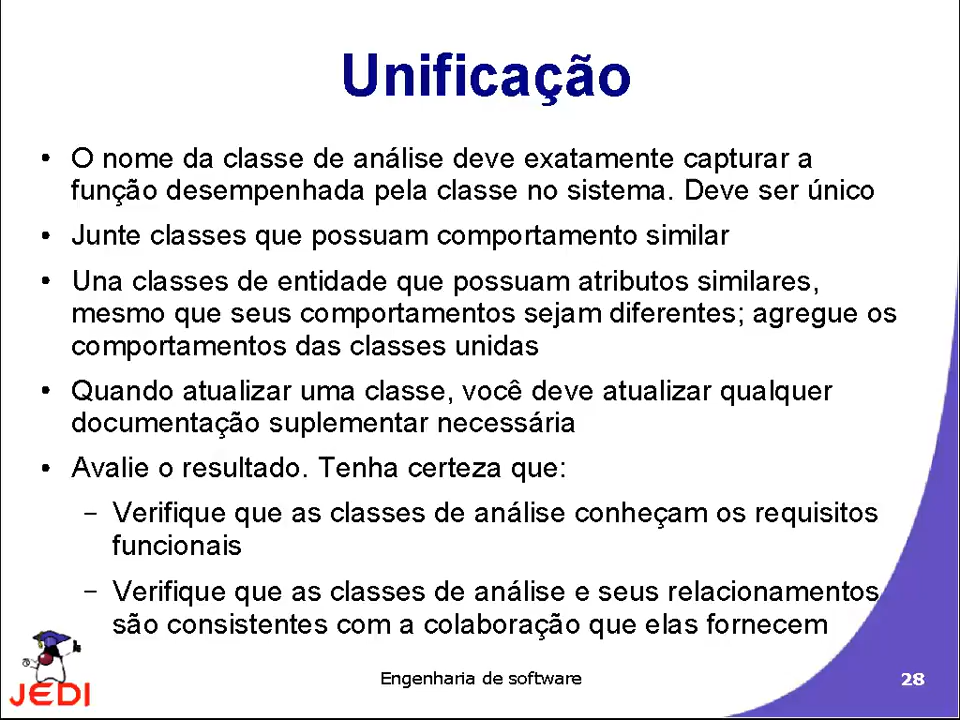 Unificação
• O nome da classe de análise deve exatamente capturar a
função desempenhada pela classe no sistema. Deve ser único
• Junte classes que possuam comportamento similar
• Una classes de entidade que possuam atributos similares,
mesmo que seus comportamentos sejam diferentes; agregue os
comportamentos das classes unidas
• Quando atualizar uma classe, você deve atualizar qualquer
documentação suplementar necessária
• Avalie o resultado. Tenha certeza que:
– Verifique que as classes de análise conheçam os requisitos
funcionais
– Verifique que as classes de análise e seus relacionamentos
são consistentes com a colaboração que elas fornecem
JEDI
Engenharia de software
28